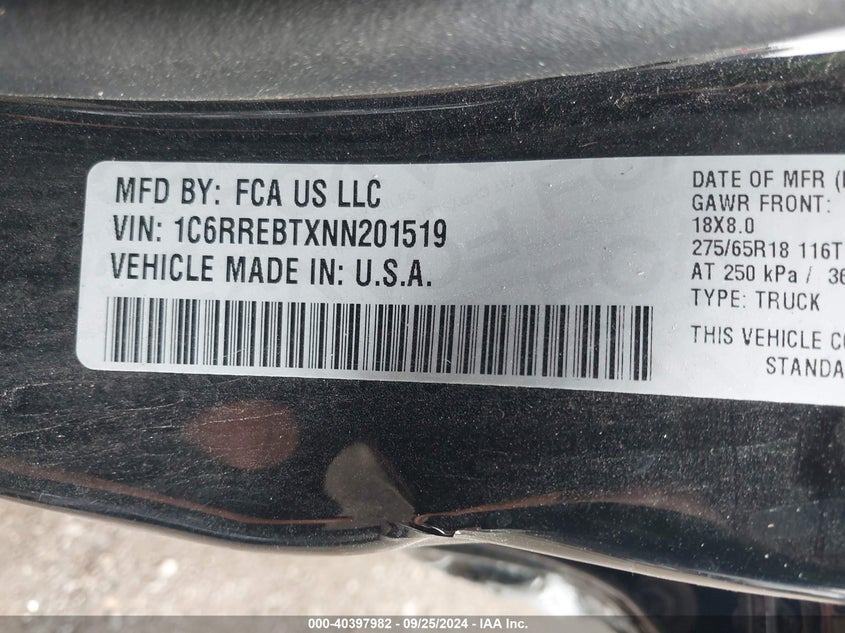 MFD BY: FCA US LLC
VIN: 1C6RREBTXNN201519
VEHICLE MADE IN: U.S.A.
DATE OF MFR
GAWR FRONT:
18X8.0
275/65R18 116T
AT 250 kPa / 36
TYPE: TRUCK
THIS VEHICLE
000-40397982 / 09/25/2024 - IAA Inc.